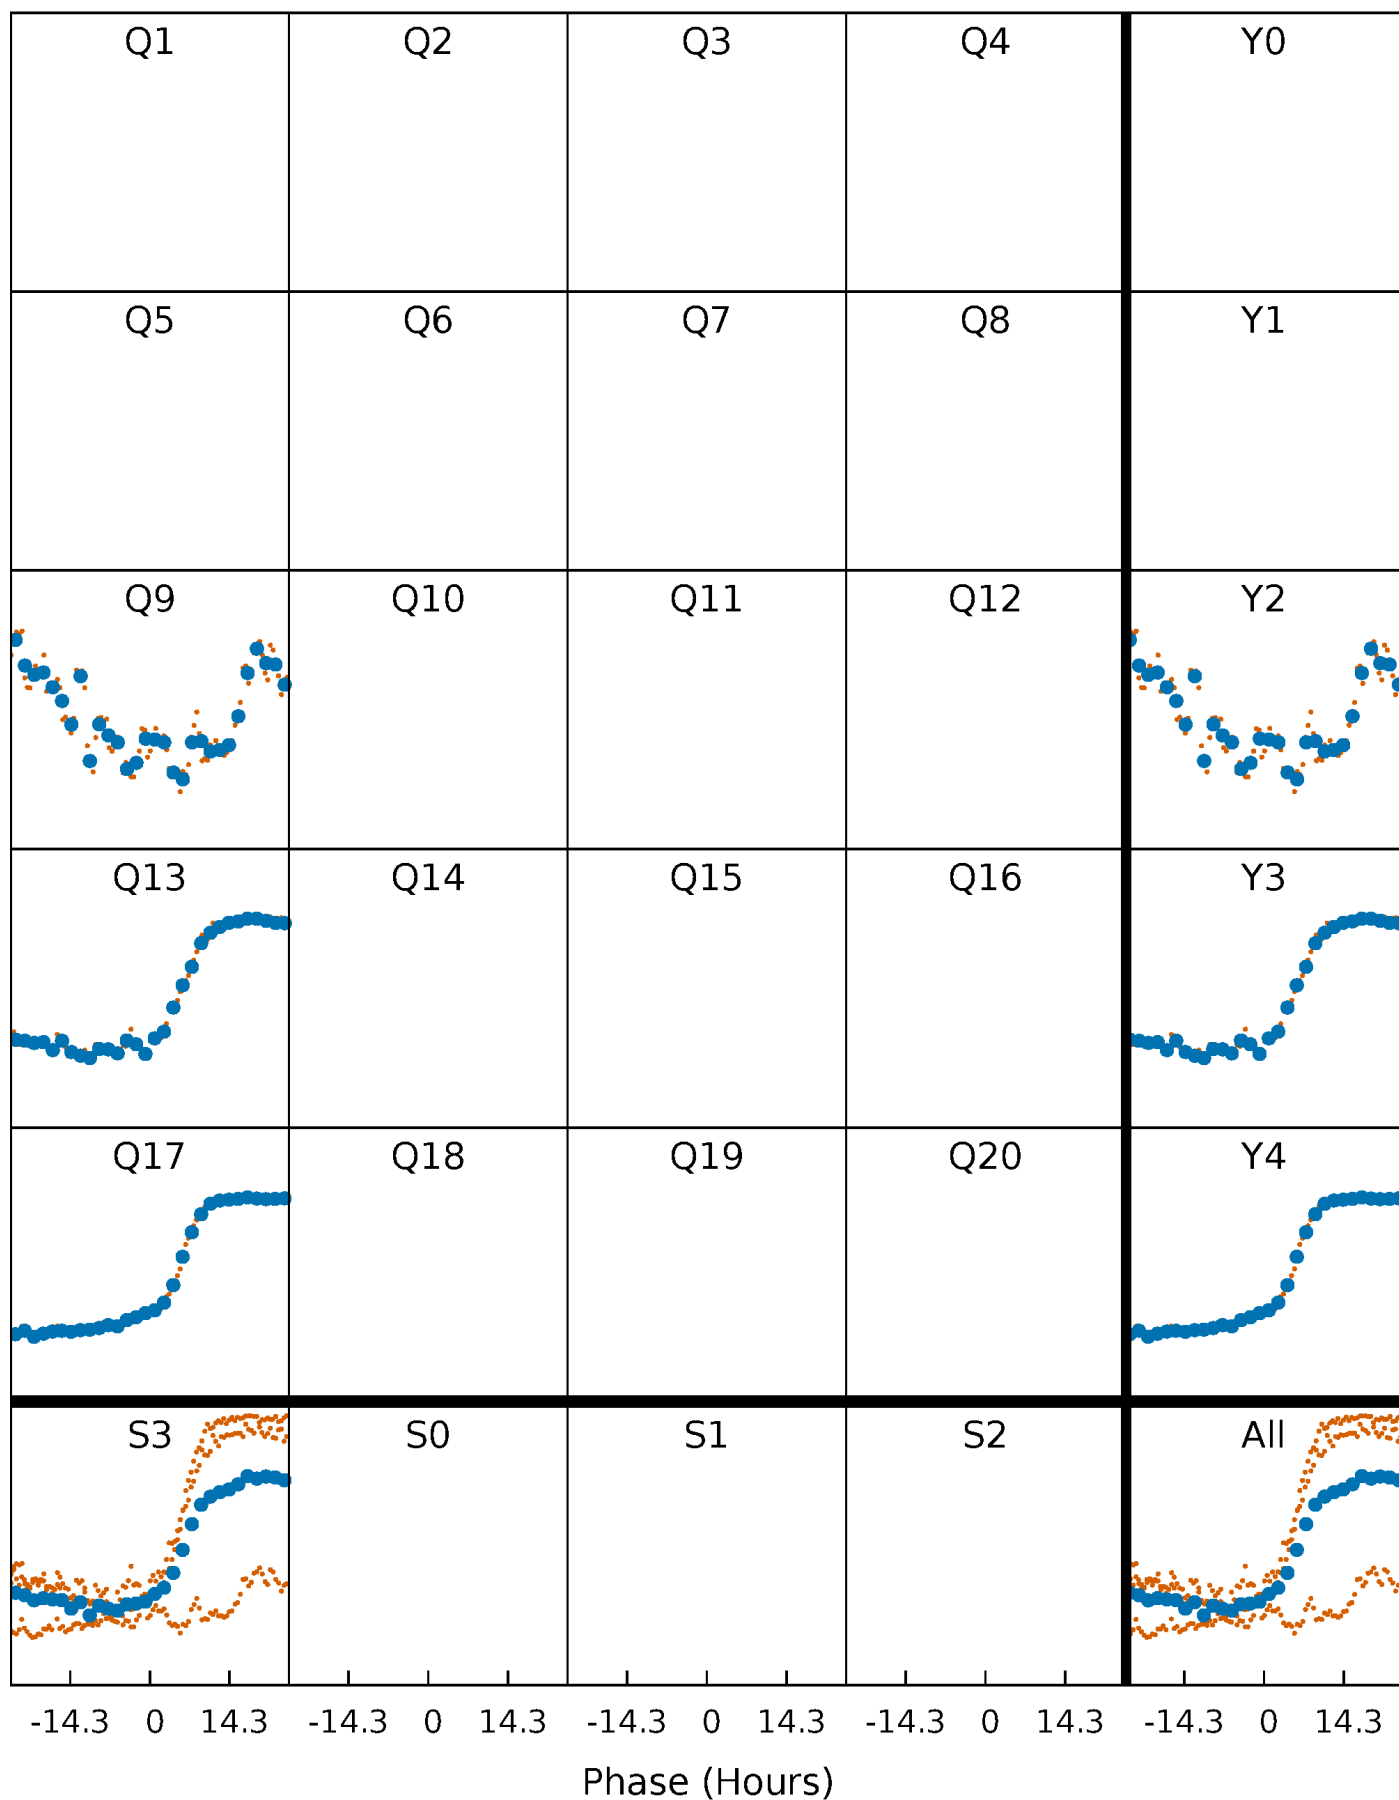 Q1 Q2 Q3 Q4 Y0
Q5 Q6 Q7 Q8 Y1
Q9 Q10 Q11 Q12 Y2
Q13 Q14 Q15 Q16 Y3
Q17 Q18 Q19 Q20 Y4
S3 S0 S1 S2 All
-14.3 0 14.3 -14.3 0 14.3 -14.3 0 14.3 -14.3 0 14.3 -14.3 0 14.3
Phase (Hours)